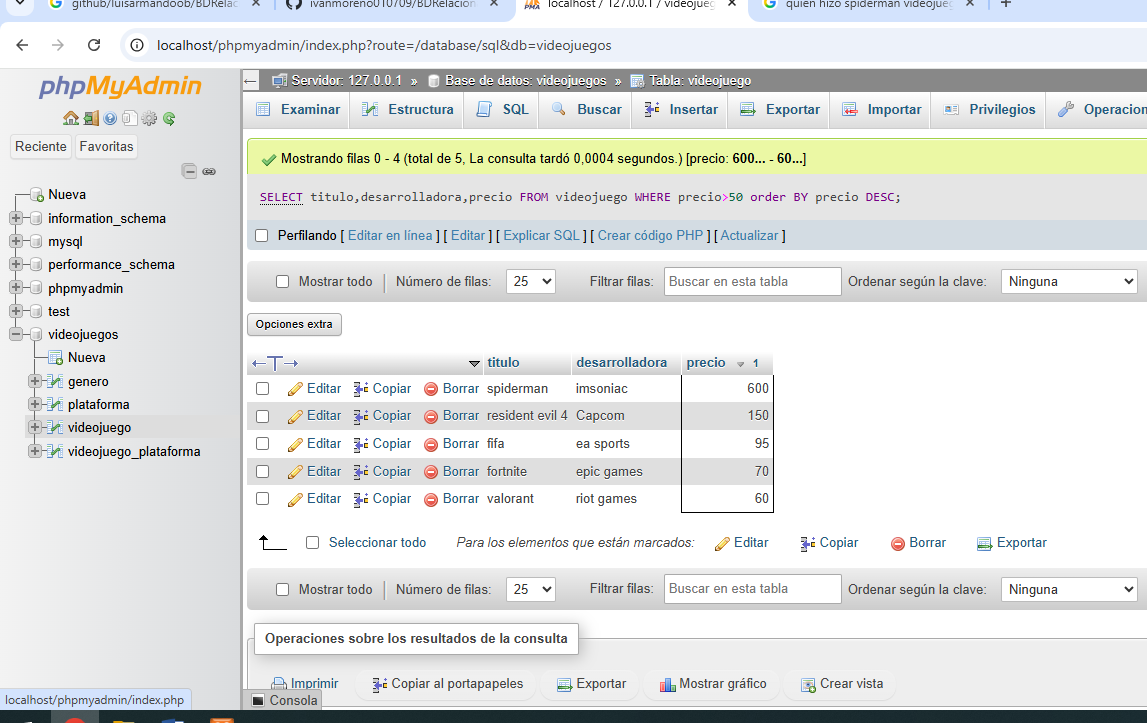 github/luisarmandoob/BDRelac
ivanmoreno010709/BDRelaciona
localhost / 127.0.0.1 / videojueg
quien hizo spiderman videojueg
localhost/phpmyadmin/index.php?route=/database/sql&db=videojuegos
phpMyAdmin
Reciente
Favoritas
Nueva
information_schema
mysql
performance_schema
phpmyadmin
test
videojuegos
Nueva
genero
plataforma
videojuego
videojuego_plataforma
localhost/phpmyadmin/index.php
Servidor: 127.0.0.1 » Base de datos: videojuegos » Tabla: videojuego
Examinar Estructura SQL Buscar Insertar Exportar Importar Privilegios Operacion
Mostrando filas 0 - 4 (total de 5, La consulta tardó 0,0004 segundos.) [precio: 600... - 60...]
SELECT titulo,desarrolladora,precio FROM videojuego WHERE precio>50 order BY precio DESC;
Perfilando [ Editar en línea ] [ Editar ] [ Explicar SQL ] [ Crear código PHP ] [ Actualizar ]
Mostrar todo | Número de filas: 25 Filtrar filas: Buscar en esta tabla Ordenar según la clave: Ninguna
Opciones extra
←T→ titulo desarrolladora precio 1
Editar Copiar Borrar spiderman imsoniac 600
Editar Copiar Borrar resident evil 4 Capcom 150
Editar Copiar Borrar fifa ea sports 95
Editar Copiar Borrar fortnite epic games 70
Editar Copiar Borrar valorant riot games 60
Seleccionar todo Para los elementos que están marcados: Editar Copiar Borrar Exportar
Mostrar todo | Número de filas: 25 Filtrar filas: Buscar en esta tabla Ordenar según la clave: Ninguna
Operaciones sobre los resultados de la consulta
Imprimir Copiar al portapapeles Exportar Mostrar gráfico Crear vista
Consola